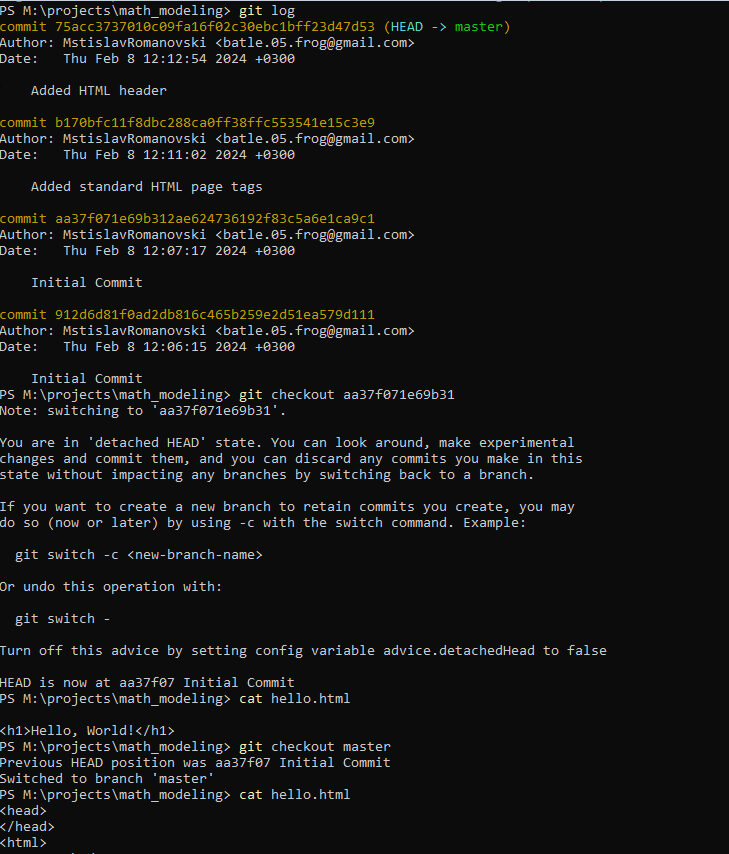 PS M:\projects\math_modeling> git log
commit 75acc3737010c09fa16f02c30ebc1bff23d47d53 (HEAD -> master)
Author: MstislavRomanovski <batle.05.frog@gmail.com>
Date:   Thu Feb 8 12:12:54 2024 +0300
    Added HTML header
commit b170bfc11f8dbc288ca0ff38ffc553541e15c3e9
Author: MstislavRomanovski <batle.05.frog@gmail.com>
Date:   Thu Feb 8 12:11:02 2024 +0300
    Added standard HTML page tags
commit aa37f071e69b312ae624736192f83c5a6e1ca9c1
Author: MstislavRomanovski <batle.05.frog@gmail.com>
Date:   Thu Feb 8 12:07:17 2024 +0300
    Initial Commit
commit 912d6d81f0ad2db816c465b259e2d51ea579d111
Author: MstislavRomanovski <batle.05.frog@gmail.com>
Date:   Thu Feb 8 12:06:15 2024 +0300
    Initial Commit
PS M:\projects\math_modeling> git checkout aa37f071e69b31
Note: switching to 'aa37f071e69b31'.
You are in 'detached HEAD' state. You can look around, make experimental
changes and commit them, and you can discard any commits you make in this
state without impacting any branches by switching back to a branch.
If you want to create a new branch to retain commits you create, you may
do so (now or later) by using -c with the switch command. Example:
  git switch -c <new-branch-name>
Or undo this operation with:
  git switch -
Turn off this advice by setting config variable advice.detachedHead to false
HEAD is now at aa37f07 Initial Commit
PS M:\projects\math_modeling> cat hello.html
<h1>Hello, World!</h1>
PS M:\projects\math_modeling> git checkout master
Previous HEAD position was aa37f07 Initial Commit
Switched to branch 'master'
PS M:\projects\math_modeling> cat hello.html
<head>
</head>
<html>